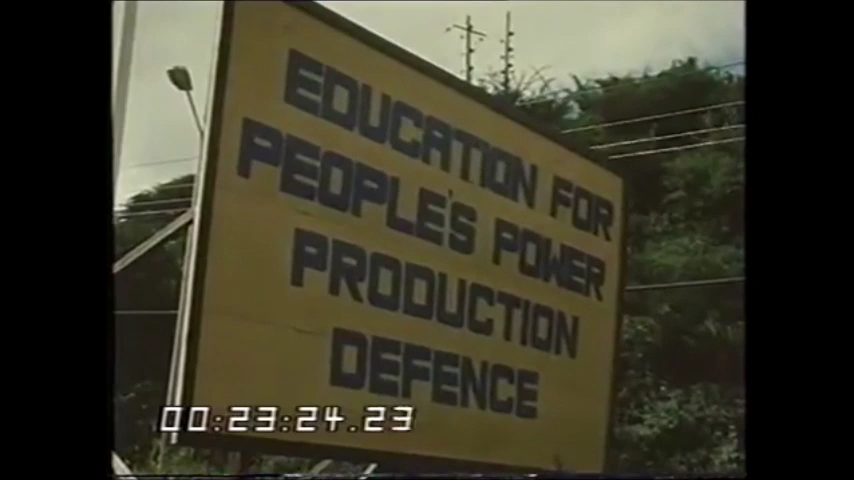 EDUCATION FOR
PEOPLE'S POWER
PRODUCTION
DEFENCE
00:23:24.23